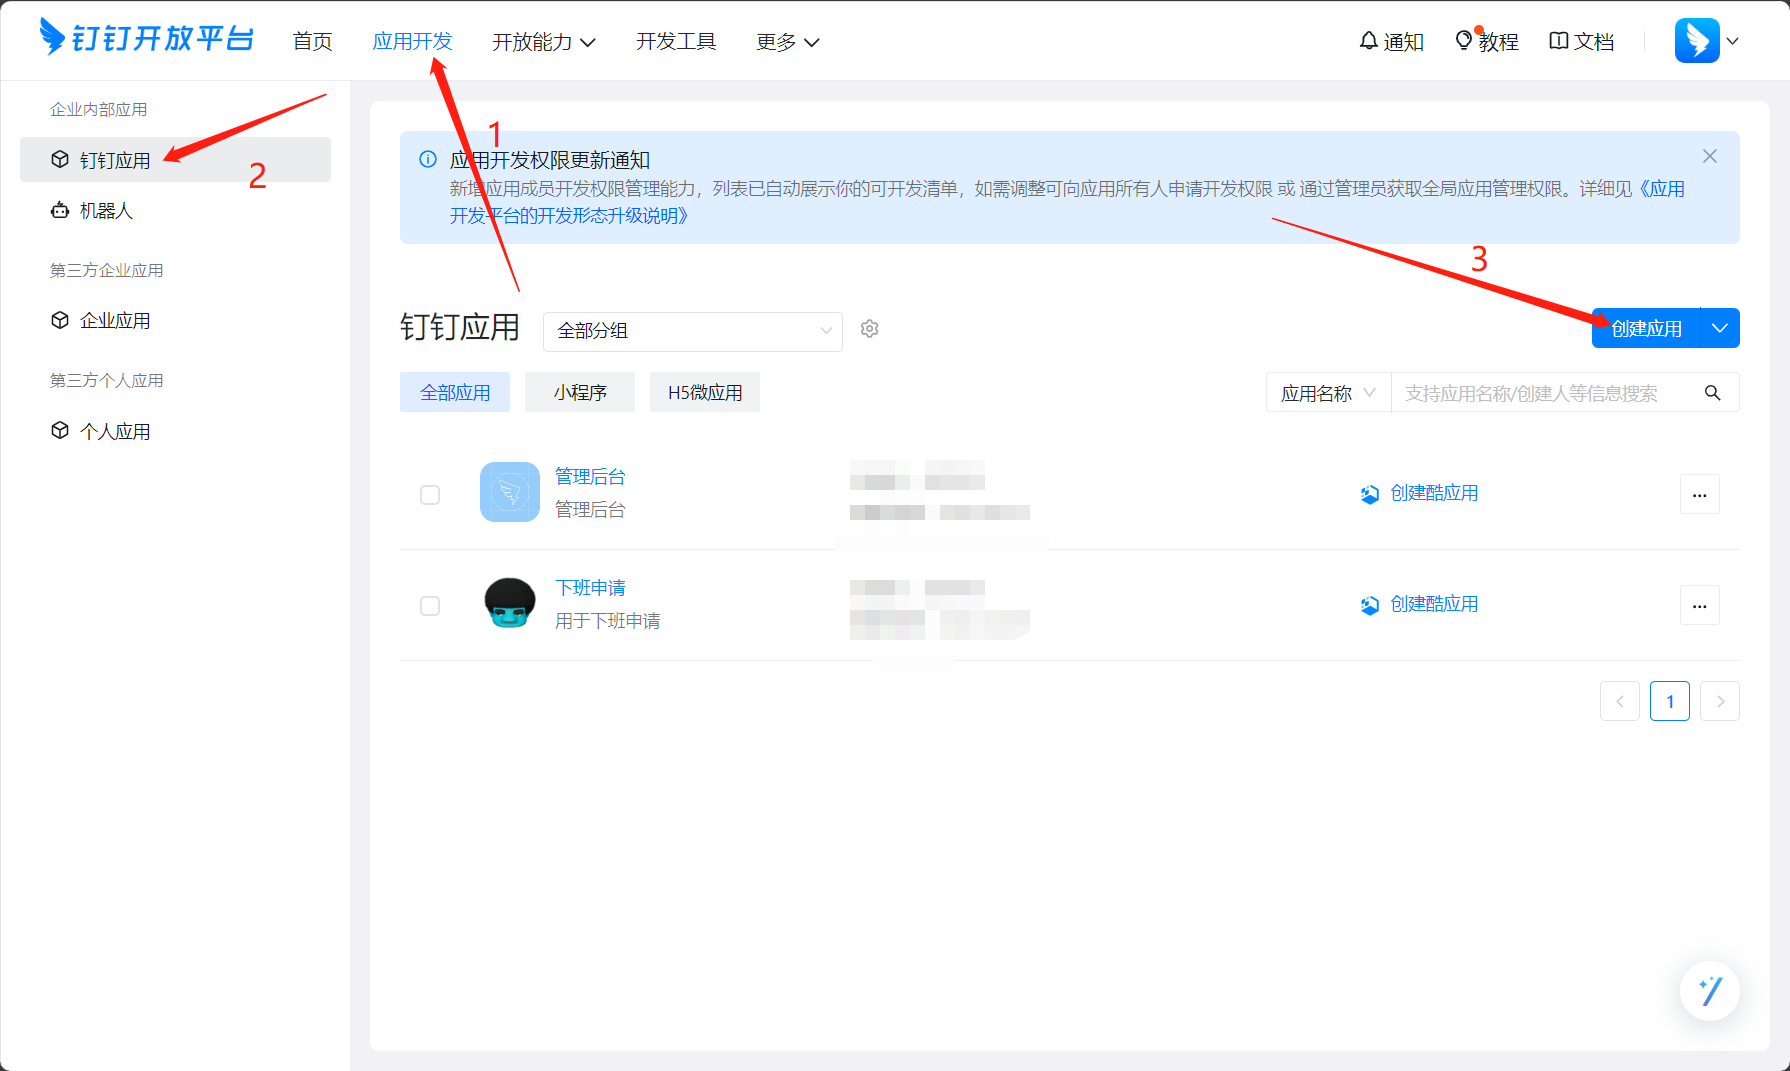 钉钉开放平台 首页 应用开发 开放能力 开发工具 更多 通知 教程 文档
企业内部应用
钉钉应用
机器人
第三方企业应用
企业应用
第三方个人应用
个人应用
1
2
3
应用开发权限更新通知
新增应用成员开发权限管理能力，列表已自动展示你的可开发清单，如需调整可向应用所有人申请开发权限 或 通过管理员获取全局应用管理权限。详细见《应用
开发平台的开发形态升级说明》
钉钉应用 全部分组 创建应用
全部应用 小程序 H5微应用 应用名称 支持应用名称/创建人等信息搜索
管理后台
管理后台
创建酷应用 ...
下班申请
用于下班申请
创建酷应用 ...
1